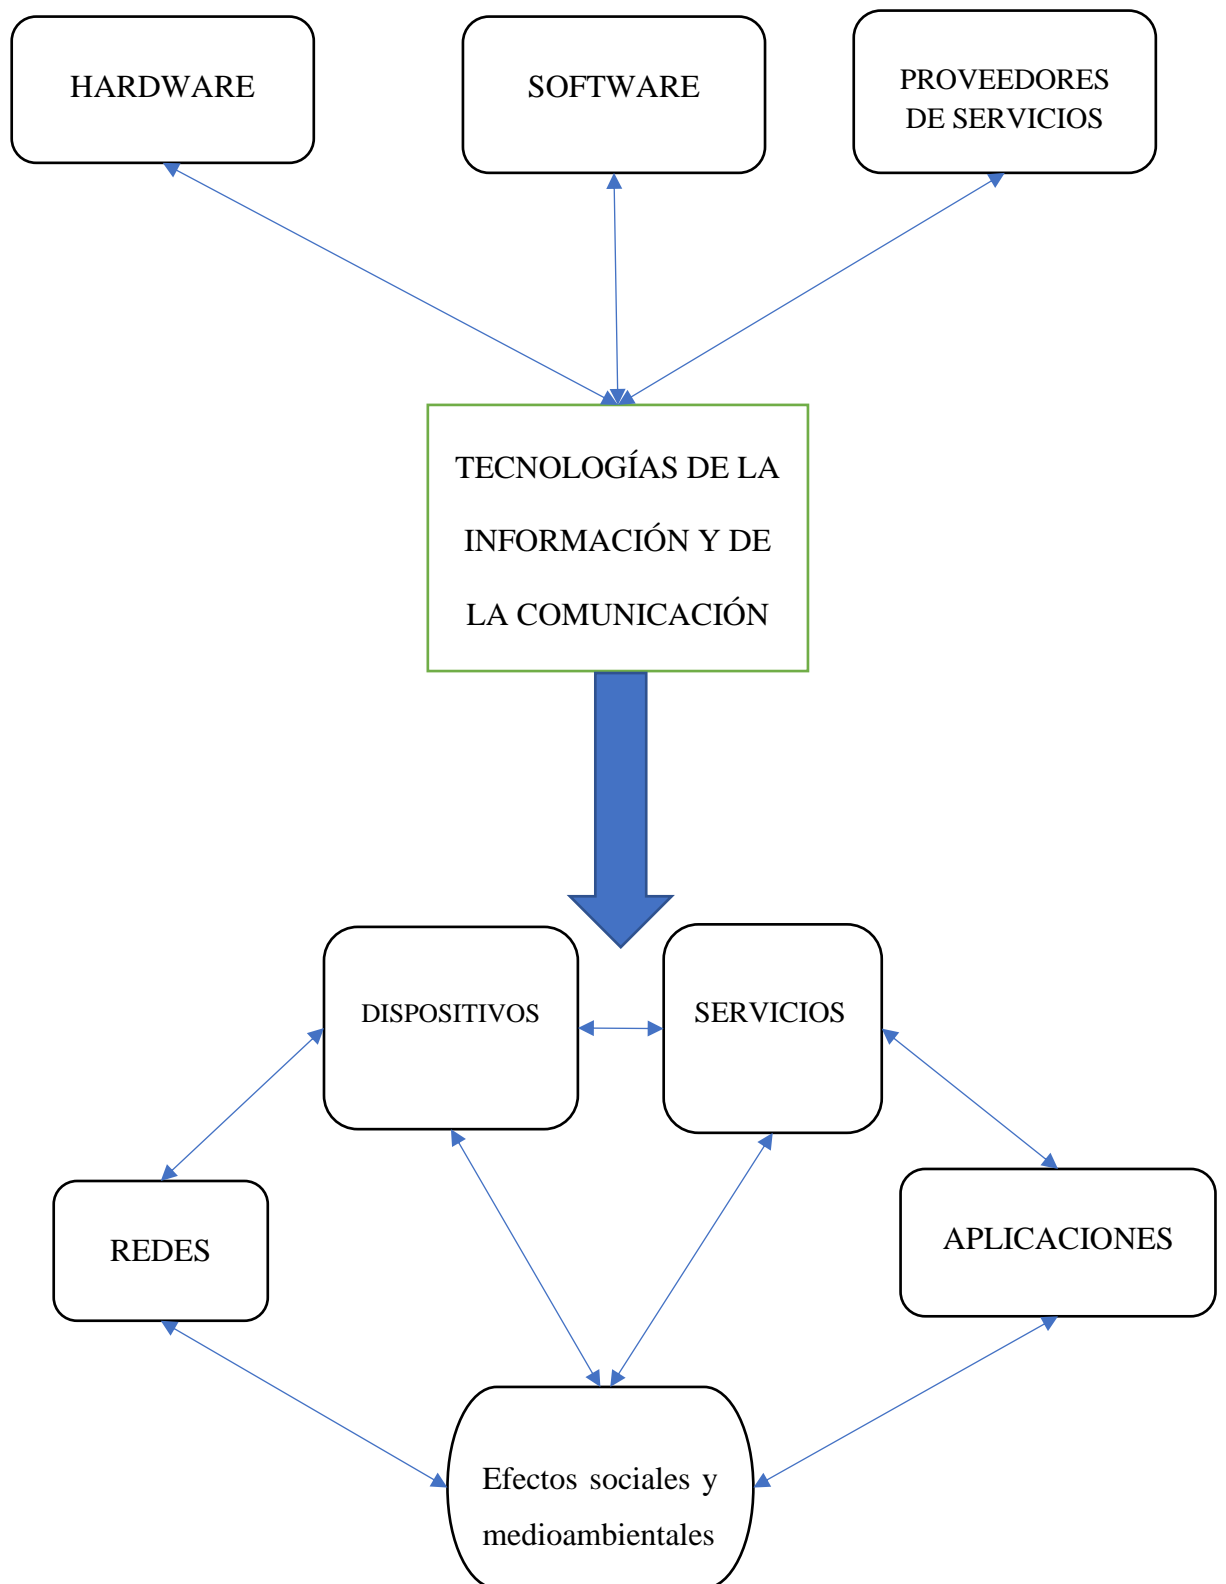 HARDWARE
SOFTWARE
PROVEEDORES
DE SERVICIOS
TECNOLOGÍAS DE LA
INFORMACIÓN Y DE
LA COMUNICACIÓN
DISPOSITIVOS
SERVICIOS
REDES
APLICACIONES
Efectos sociales y
medioambientales